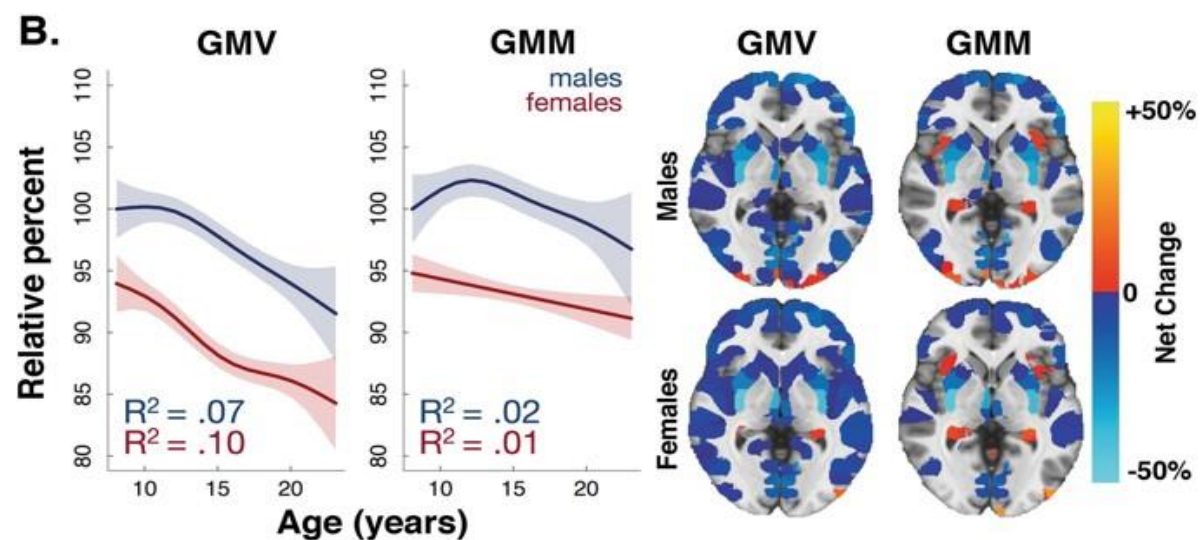 B.
GMV
GMM
GMV
GMM
males
females
Relative percent
110
105
100
95
90
85
80
R² = .07
R² = .10
10
15
20
110
105
100
95
90
85
80
R² = .02
R² = .01
10
15
20
Age (years)
Males
Females
+50%
0
-50%
Net Change